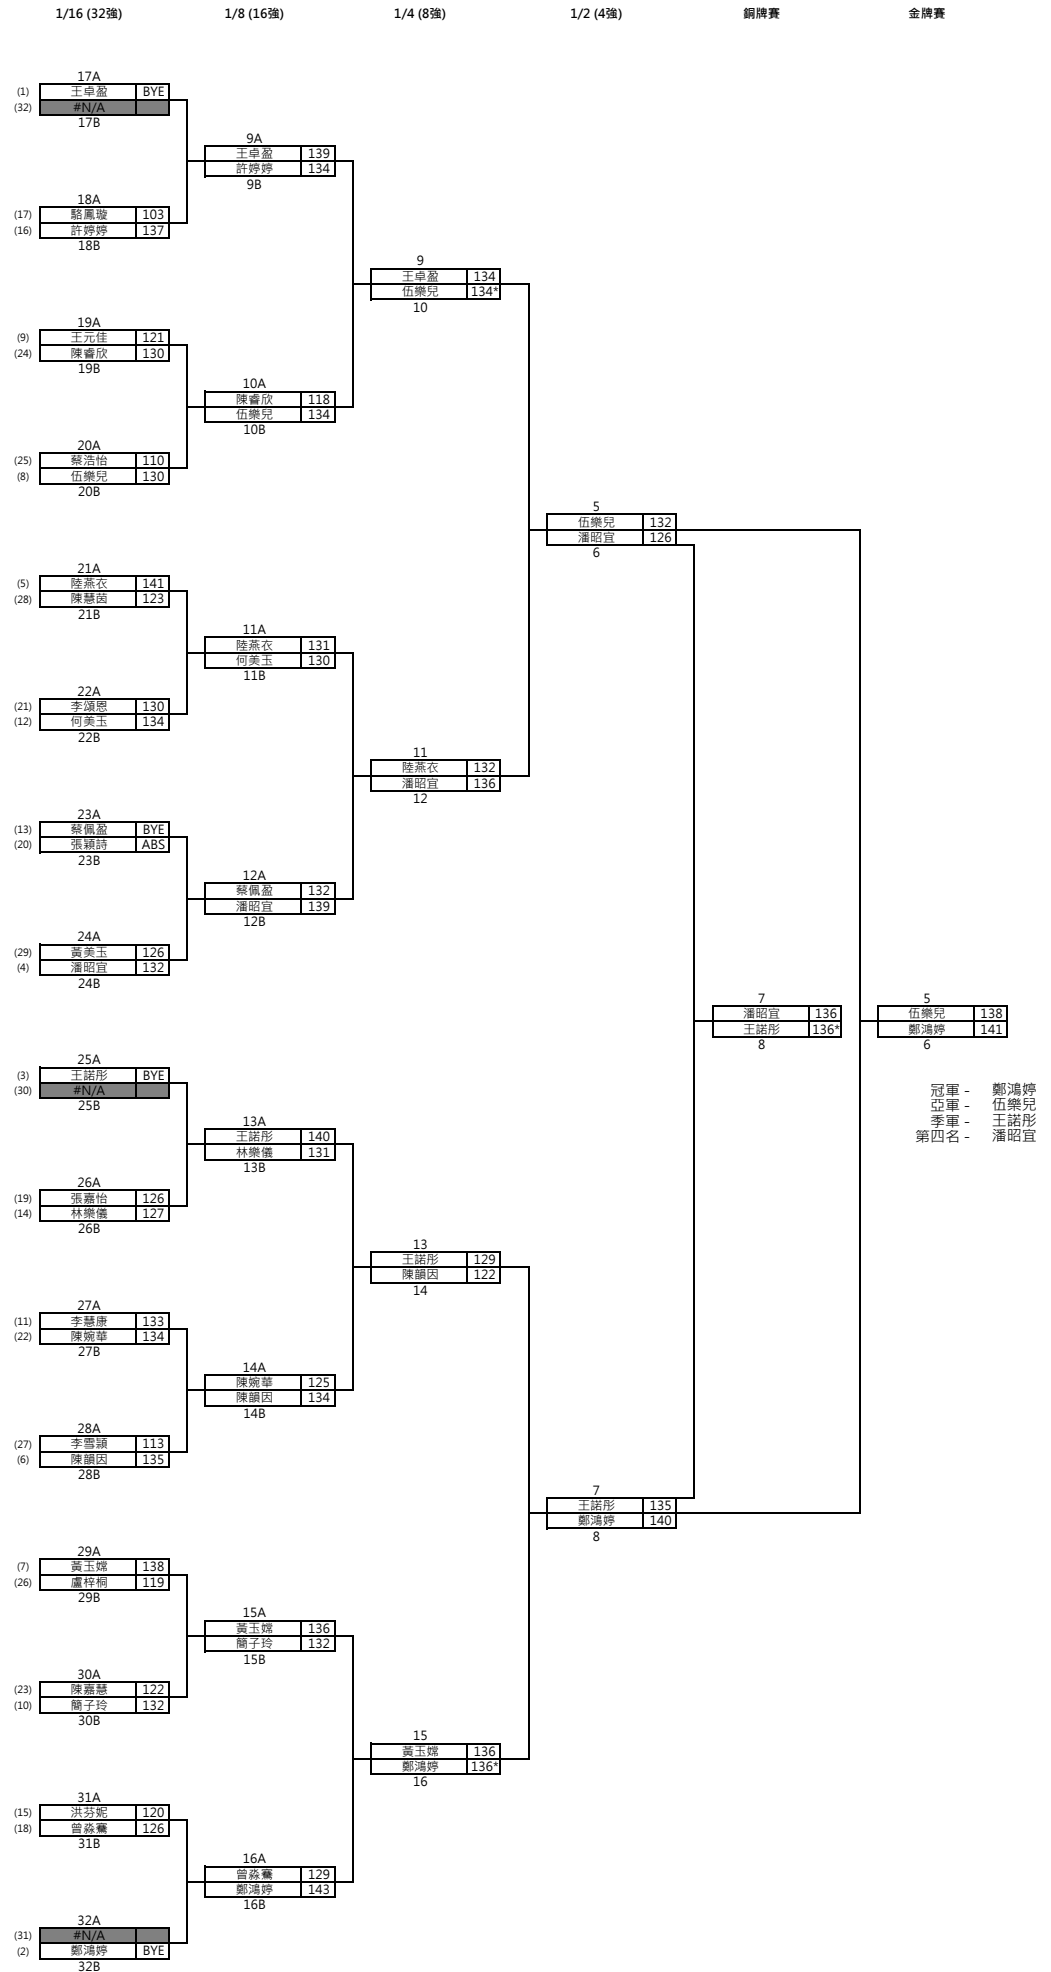 1/16 (32強) 1/8 (16強) 1/4 (8強) 1/2 (4強) 銅牌賽 金牌賽
17A
(1) 王卓盈 BYE
(32) #N/A
17B
9A
王卓盈 139
許婷婷 134
9B
18A
(17) 駱鳳璇 103
(16) 許婷婷 137
18B
9
王卓盈 134
伍樂兒 134*
10
19A
(9) 王元佳 121
(24) 陳睿欣 130
19B
10A
陳睿欣 118
伍樂兒 134
10B
20A
(25) 蔡浩怡 110
(8) 伍樂兒 130
20B
5
伍樂兒 132
潘昭宜 126
6
21A
(5) 陸燕衣 141
(28) 陳慧茵 123
21B
11A
陸燕衣 131
何美玉 130
11B
22A
(21) 李頌恩 130
(12) 何美玉 134
22B
11
陸燕衣 132
潘昭宜 136
12
23A
(13) 蔡佩盈 BYE
(20) 張穎詩 ABS
23B
12A
蔡佩盈 132
潘昭宜 139
12B
24A
(29) 黃美玉 126
(4) 潘昭宜 132
24B
7
潘昭宜 136
王諾彤 136*
8
5
伍樂兒 138
鄭鴻婷 141
6
25A
(3) 王諾彤 BYE
(30) #N/A
25B
冠軍 - 鄭鴻婷
亞軍 - 伍樂兒
季軍 - 王諾彤
第四名 - 潘昭宜
13A
王諾彤 140
林樂儀 131
13B
26A
(19) 張嘉怡 126
(14) 林樂儀 127
26B
13
王諾彤 129
陳韻因 122
14
27A
(11) 李慧康 133
(22) 陳婉華 134
27B
14A
陳婉華 125
陳韻因 134
14B
28A
(27) 李雪穎 113
(6) 陳韻因 135
28B
7
王諾彤 135
鄭鴻婷 140
8
29A
(7) 黃玉嫦 138
(26) 盧梓桐 119
29B
15A
黃玉嫦 136
簡子玲 132
15B
30A
(23) 陳嘉慧 122
(10) 簡子玲 132
30B
15
黃玉嫦 136
鄭鴻婷 136*
16
31A
(15) 洪芬妮 120
(18) 曾淼騫 126
31B
16A
曾淼騫 129
鄭鴻婷 143
16B
32A
(31) #N/A
(2) 鄭鴻婷 BYE
32B